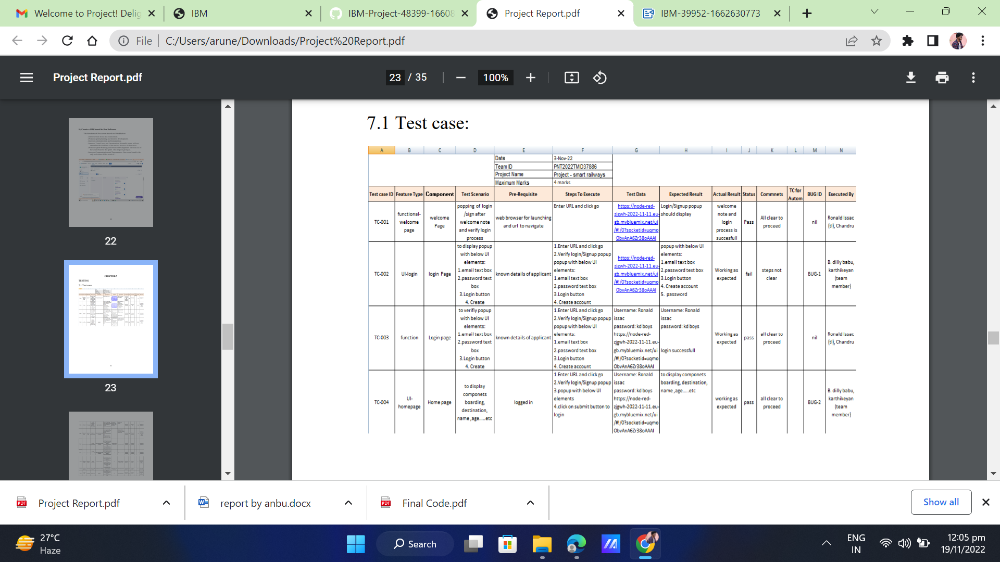 Welcome to Project! Delig
IBM
IBM-Project-48399-16608
Project Report.pdf
IBM-39952-1662630773
File
C:/Users/arune/Downloads/Project%20Report.pdf
Project Report.pdf
23 / 35
100%
22
23
7.1 Test case:
A B C D E F G H I J K L M N
Date 3-Nov-22
Team ID PNT2022TMID37886
Project Name Project - smart railways
Maximum Marks 4 marks
Test case ID Feature Type Component Test Scenario Pre-Requisite Steps To Execute Test Data Expected Result Actual Result Status Commnets TC for Autom BUG ID Executed By
TC-001
functional-
welcome
page
welcome
Page
popping of login
/sign after
welcome note
and verify login
process
web browser for launching
and url to navigate
Enter URL and click go
https://node-red-
zjgwh-2022-11-11.eu-
gb.mybluemix.net/ui
/#!/0?socketid=uqmo
ObvAnA6Zr38oAAAI
Login/Signup popup
should display
welcome
note and
login
process is
succesfull
Pass
All clear to
proceed
nil
Ronald Issac
(tl), Chandru
TC-002
UI-login
login Page
to display popup
with below UI
elements:
1.email text box
2.password text
box
3.Login button
4. Create
known details of applicant
1.Enter URL and click go
2.Verify login/Signup popup
popup with below UI
elements:
1.email text box
2.password text box
3.Login button
4. Create account
https://node-red-
zjgwh-2022-11-11.eu-
gb.mybluemix.net/ui
/#!/0?socketid=uqmo
ObvAnA6Zr38oAAAI
popup with below UI
elements:
1.email text box
2.password text box
3.Login button
4. Create account
5. password
Working as
expected
fail
steps not
clear
BUG-1
B. dilly babu,
karthikeyan
(team
member)
TC-003
function
Login page
to verifiy popup
with below UI
elements:
1.email text box
2.password text
box
3.Login button
4. Create
known details of applicant
1.Enter URL and click go
2.Verify login/Signup popup
popup with below UI
elements:
1.email text box
2.password text box
3.Login button
4. Create account
Username: Ronald
issac
password: kd boys
https://node-red-
zjgwh-2022-11-11.eu-
gb.mybluemix.net/ui
/#!/0?socketid=uqmo
ObvAnA6Zr38oAAAI
Username: Ronald
issac
password: kd boys
login successfull
Working as
expected
pass
all clear to
proceed
nil
Ronald Issac
(tl), Chandru
TC-004
UI-
homepage
Home page
to display
componets
boarding,
destination,
name ,age.....etc
logged in
1.Enter URL and click go
2.Verify login/Signup popup
3.popup with below UI
elements
4.click on submit button to
login
Username: Ronald
issac
password: kd boys
https://node-red-
zjgwh-2022-11-11.eu-
gb.mybluemix.net/ui
/#!/0?socketid=uqmo
ObvAnA6Zr38oAAAI
to display componets
boarding, destination,
name ,age.....etc
working as
expected
pass
all clear to
proceed
BUG-2
B. dilly babu,
karthikeyan
(team
member)
Project Report.pdf
report by anbu.docx
Final Code.pdf
Show all
27°C
Haze
Search
ENG
IN
12:05 pm
19/11/2022